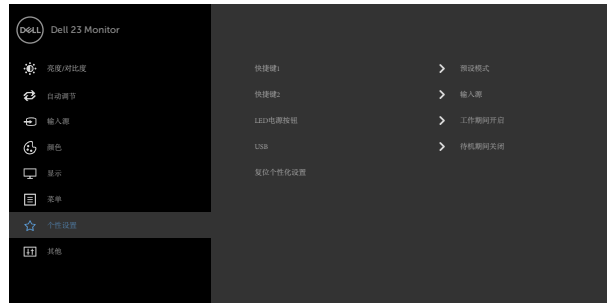 DELL Dell 23 Monitor
亮度/对比度
自动调节
输入源
颜色
显示
菜单
个性设置
其他
快捷键1 预设模式
快捷键2 输入源
LED电源按钮 工作期间开启
USB 待机期间关闭
复位个性化设置